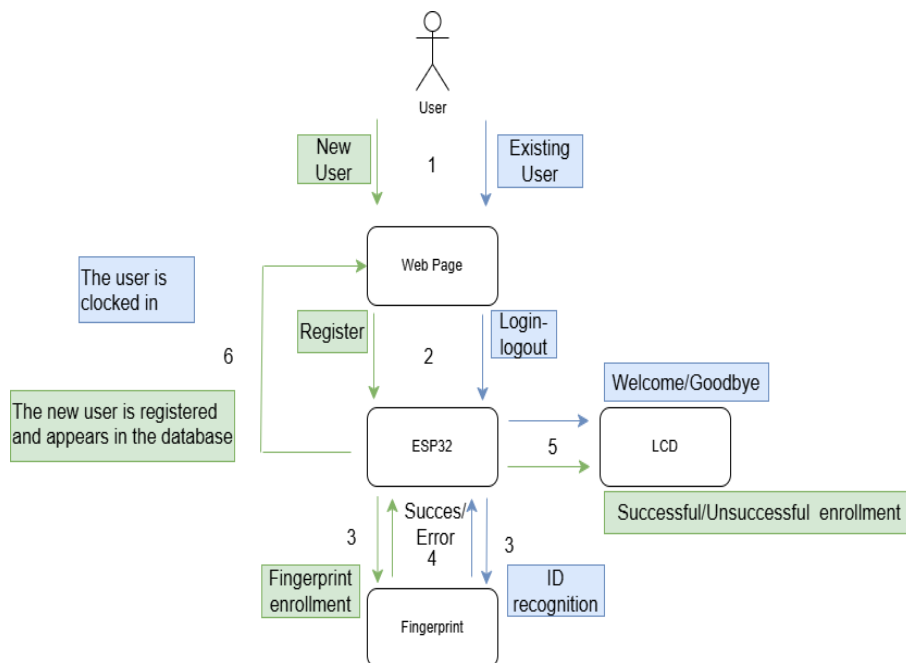 User
New
User
1
Existing
User
Web Page
The user is
clocked in
Register
2
Login-
logout
6
Welcome/Goodbye
The new user is registered
and appears in the database
ESP32
5
LCD
Successful/Unsuccessful enrollment
3
Succes/
Error
4
3
Fingerprint
enrollment
ID
recognition
Fingerprint